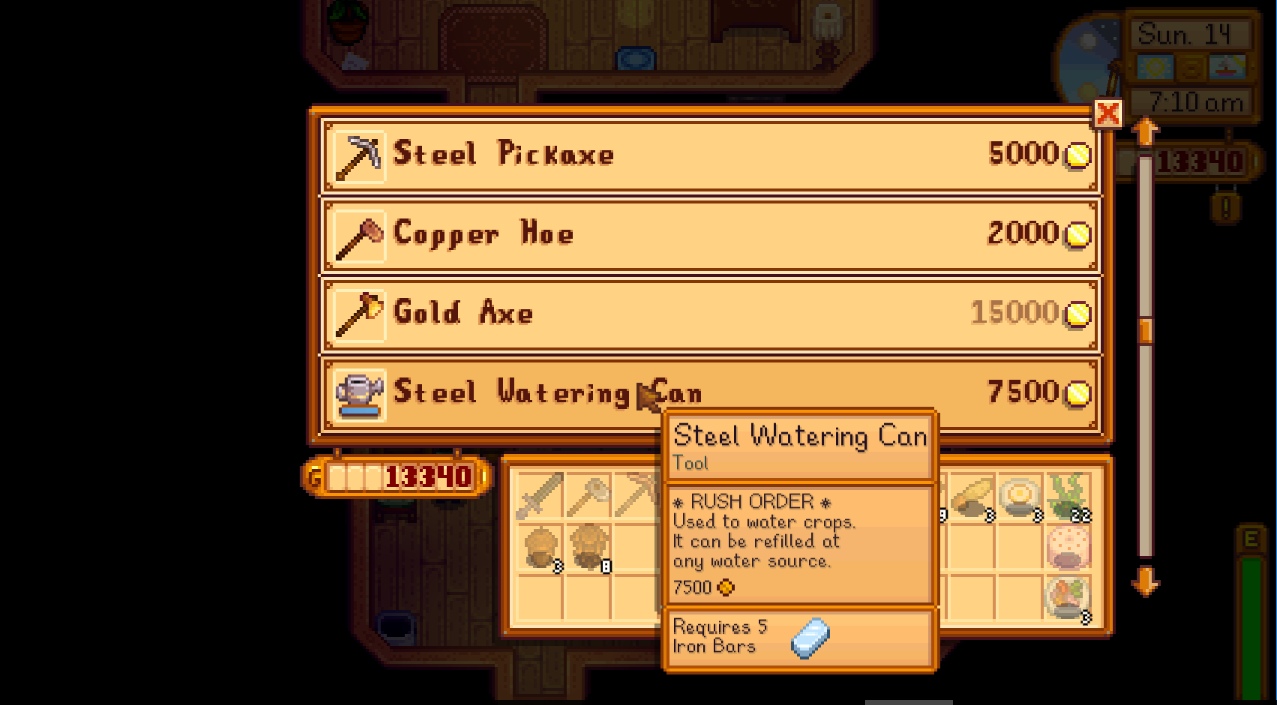 Sun. 14
7:10 am
13340
Steel Pickaxe 5000
Copper Hoe 2000
Gold Axe 15000
Steel Watering Can 7500
G 13340
Steel Watering Can
Tool
* RUSH ORDER *
Used to water crops.
It can be refilled at
any water source.
7500
Requires 5
Iron Bars
3
3
22
3
8
3
E